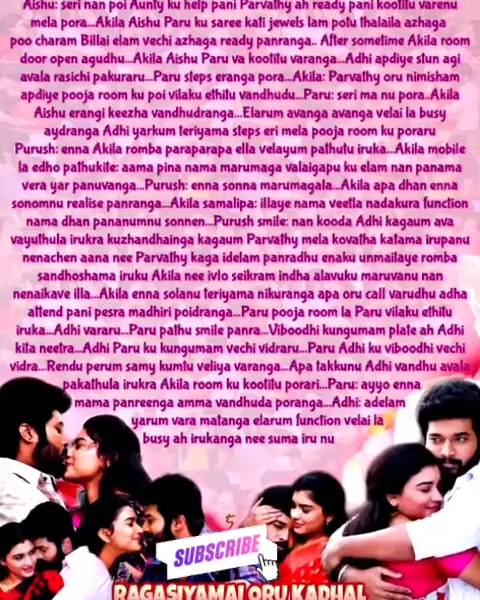 Aishu: seri nan poi Aunty ku help pani Parvathy ah ready pani kootitu varenu
mela pora...Akila Aishu Paru ku saree kati jewels lam potu thalaila azhaga
poo charam Billai elam vechi azhaga ready panranga.. After sometime Akila room
door open agudhu...Akila Aishu Paru va kootitu varanga...Adhi apdiye stun agi
avala rasichi pakuraru...Paru steps eranga pora...Akila: Parvathy oru nimisham
apdiye pooja room ku poi vilaku ethitu vandhudu...Paru: seri ma nu pora..Akila
Aishu erangi keezha vandhudranga...Elarum avanga avanga velai la busy
aydranga Adhi yarkum teriyama steps eri mela pooja room ku poraru
Purush: enna Akila romba paraparapa ella velayum pathutu iruka...Akila mobile
la edho pathukite: aama pina nama marumaga valaigapu ku elam nan panama
vera yar panuvanga...Purush: enna sonna marumagala...Akila apa dhan enna
sonomnu realise panranga...Akila samalipa: illaye nama veetla nadakura function
nama dhan pananumnu sonnen...Purush smile: nan kooda Adhi kagaum ava
vayuthula irukra kuzhandhainga kagaum Parvathy mela kovatha katama irupanu
nenachen aana nee Parvathy kaga idelam panradhu enaku unmailaye romba
sandhoshama iruku Akila nee ivlo seikram indha alavuku maruvanu nan
nenaikave illa...Akila enna solanu teriyama nikuranga apa oru call varudhu adha
attend pani pesra madhiri poidranga...Paru pooja room la Paru vilaku ethitu
iruka...Adhi vararu...Paru pathu smile panra...Viboodhi kungumam plate ah Adhi
kita neetra...Adhi Paru ku kungumam vechi vidraru...Paru Adhi ku viboodhi vechi
vidra...Rendu perum samy kumtu veliya varanga...Apa takkunu Adhi vandhu avala
pakathula irukra Akila room ku kootitu porari...Paru: ayyo enna
mama panreenga amma vandhuda poranga...Adhi: adelam
yarum vara matanga elarum function velai la
busy ah irukanga nee suma iru nu
5
SUBSCRIBE
RAGASIYAMAI ORU KADHAL